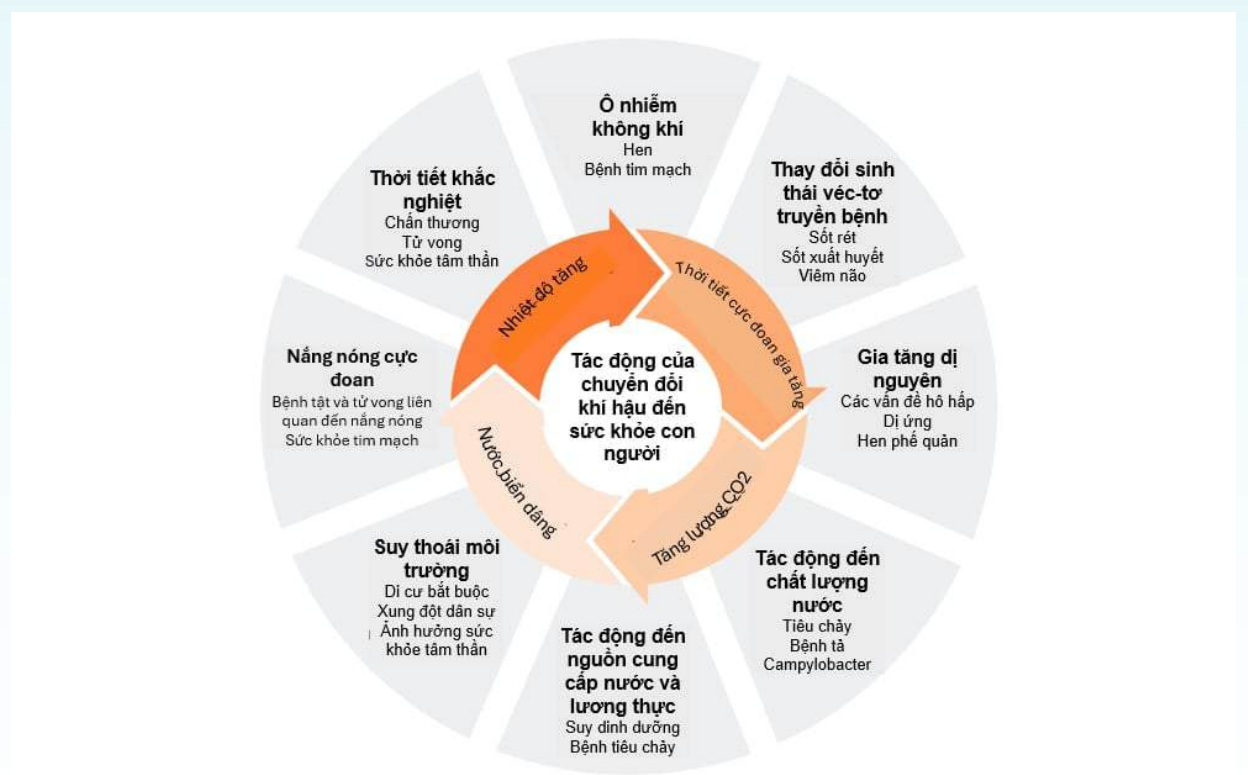 Ô nhiễm
không khí
Hen
Bệnh tim mạch
Thay đổi sinh
thái véc-tơ
truyền bệnh
Sốt rét
Sốt xuất huyết
Viêm não
Gia tăng dị
nguyên
Các vấn đề hô hấp
Dị ứng
Hen phế quản
Tác động đến
chất lượng
nước
Tiêu chảy
Bệnh tả
Campylobacter
Tác động đến
nguồn cung
cấp nước và
lương thực
Suy dinh dưỡng
Bệnh tiêu chảy
Suy thoái môi
trường
Di cư bắt buộc
Xung đột dân sự
Ảnh hưởng sức
khỏe tâm thần
Nắng nóng cực
đoan
Bệnh tật và tử vong liên
quan đến nắng nóng
Sức khỏe tim mạch
Thời tiết khắc
nghiệt
Chấn thương
Tử vong
Sức khỏe tâm thần
Nhiệt độ tăng
Thời tiết cực đoan gia tăng
Tăng lượng CO2
Nước biển dâng
Tác động của
chuyển đổi
khí hậu đến
sức khỏe con
người